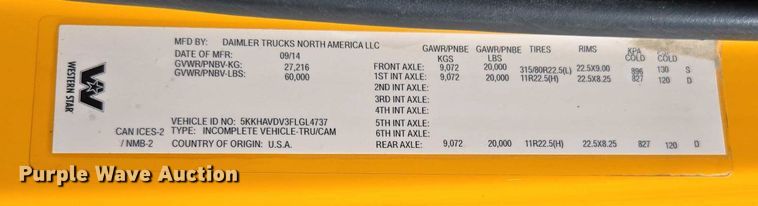 WESTERN STAR
MFD BY: DAIMLER TRUCKS NORTH AMERICA LLC
DATE OF MFR: 09/14
GVWR/PNBV-KG: 27,216
GVWR/PNBV-LBS: 60,000
VEHICLE ID NO: 5KKHAVDV3FLGL4737
CAN ICES-2 TYPE: INCOMPLETE VEHICLE-TRU/CAM
/ NMB-2 COUNTRY OF ORIGIN: U.S.A.
GAWR/PNBE GAWR/PNBE TIRES RIMS KPA
KGS LBS COLD COLD
FRONT AXLE: 9,072 20,000 315/80R22.5(L) 22.5X9.00 896 130 S
1ST INT AXLE: 9,072 20,000 11R22.5(H) 22.5X8.25 827 120 D
2ND INT AXLE:
3RD INT AXLE:
4TH INT AXLE:
5TH INT AXLE:
6TH INT AXLE:
REAR AXLE: 9,072 20,000 11R22.5(H) 22.5X8.25 827 120 D
Purple Wave Auction